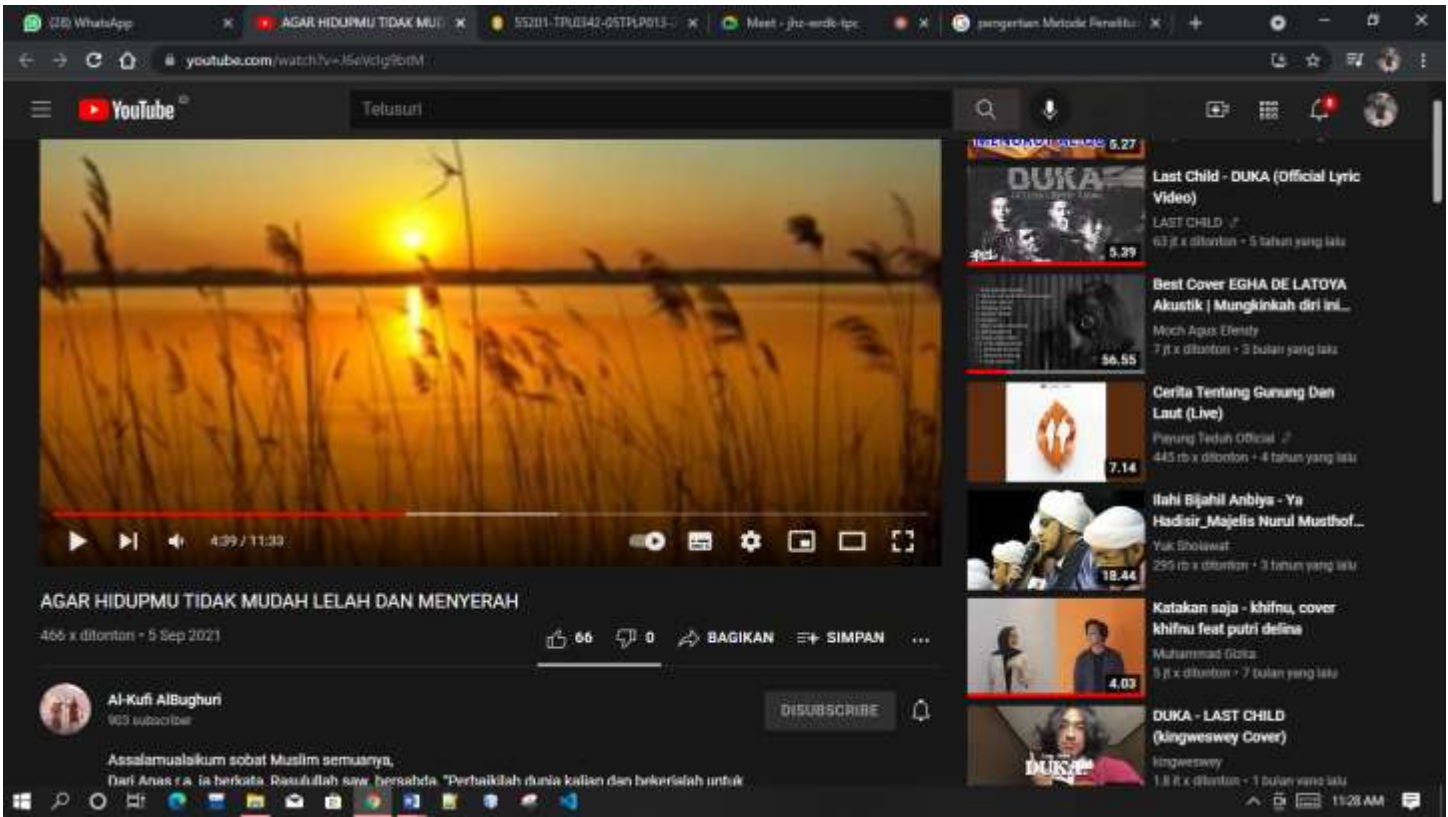 (28) WhatsApp
AGAR HIDUPMU TIDAK MUD
55201-TPL0342-05TPLP013-
Meet - jhz-erdk-tpc
pengertian Metode Penelitia
youtube.com/watch?v=
YouTube
ID
Telusuri
5.27
Last Child - DUKA (Official Lyric
Video)
LAST CHILD
63 jt x ditonton • 5 tahun yang lalu
DUKA
5.39
Best Cover EGHA DE LATOYA
Akustik | Mungkinkah diri ini...
Moch Agus Efendy
7 jt x ditonton • 3 bulan yang lalu
56.55
Cerita Tentang Gunung Dan
Laut (Live)
Payung Teduh Official
445 rb x ditonton • 4 tahun yang lalu
7.14
Ilahi Bijahil Anbiya - Ya
Hadisir_Majelis Nurul Musthof...
Yuk Sholawat
295 rb x ditonton • 3 tahun yang lalu
18.44
Katakan saja - khifnu, cover
khifnu feat putri delina
Muhammad Gizka
5 jt x ditonton • 7 bulan yang lalu
4.03
DUKA - LAST CHILD
(kingweswey Cover)
kingweswey
1.8 jt x ditonton • 1 bulan yang lalu
DUKA
4:39 / 11:33
AGAR HIDUPMU TIDAK MUDAH LELAH DAN MENYERAH
466 x ditonton • 5 Sep 2021
66
0
BAGIKAN
SIMPAN
Al-Kufi AlBughuri
903 subscriber
DISUBSCRIBE
Assalamualaikum sobat Muslim semuanya,
Dari Anas r.a, ia berkata, Rasulullah saw, bersabda, "Perbaikilah dunia kalian dan bekerjalah untuk
11:28 AM